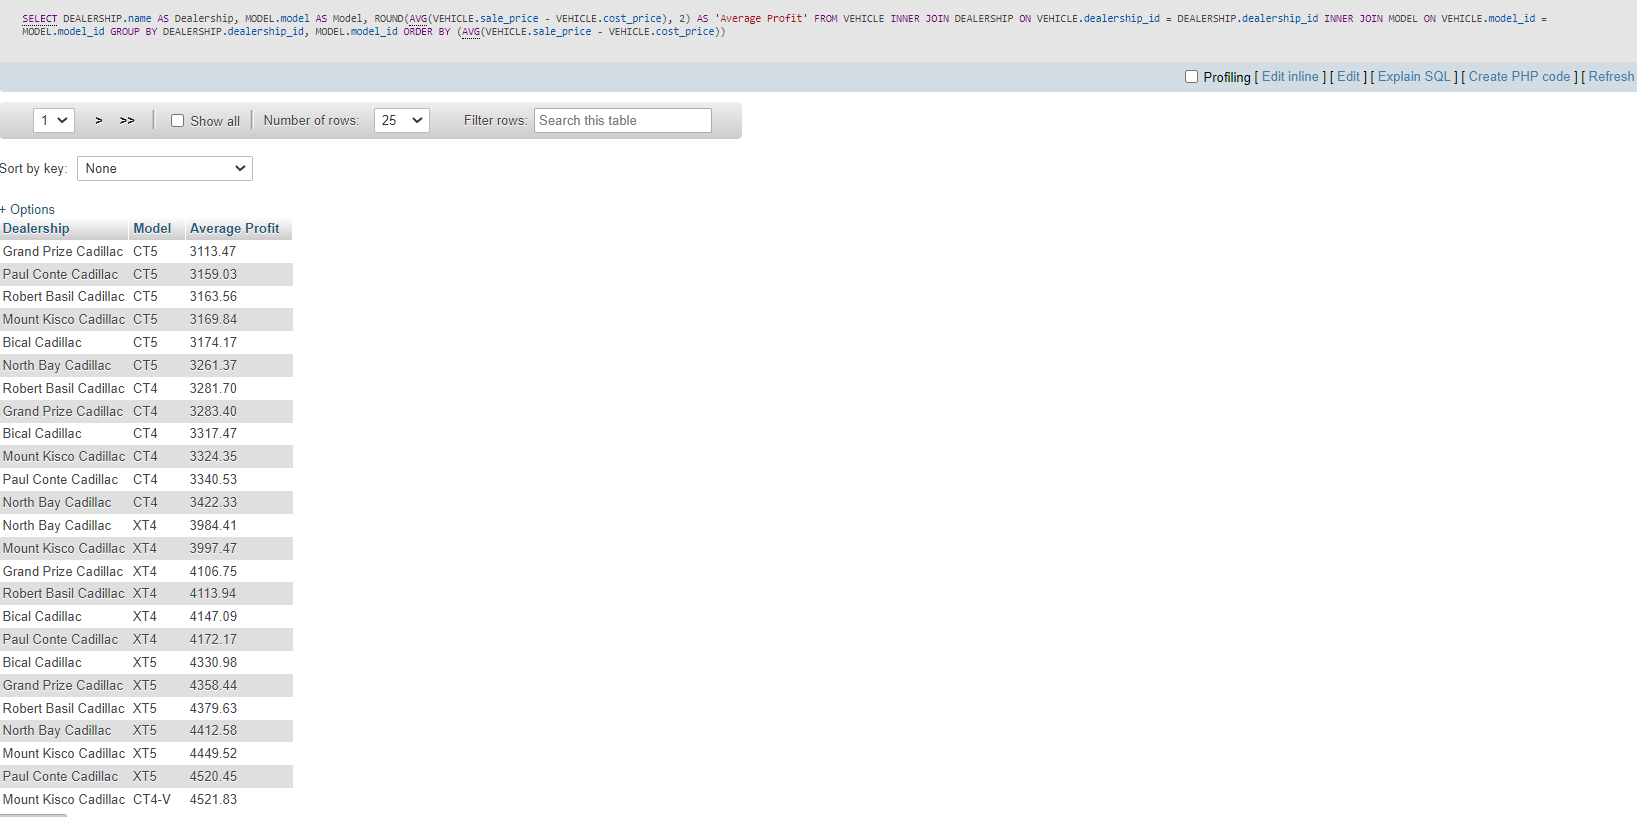 SELECT DEALERSHIP.name AS Dealership, MODEL.model AS Model, ROUND(AVG(VEHICLE.sale_price - VEHICLE.cost_price), 2) AS 'Average Profit' FROM VEHICLE INNER JOIN DEALERSHIP ON VEHICLE.dealership_id = DEALERSHIP.dealership_id INNER JOIN MODEL ON VEHICLE.model_id =
MODEL.model_id GROUP BY DEALERSHIP.dealership_id, MODEL.model_id ORDER BY (AVG(VEHICLE.sale_price - VEHICLE.cost_price))
Profiling [ Edit inline ] [ Edit ] [ Explain SQL ] [ Create PHP code ] [ Refresh
1 > >> Show all Number of rows: 25 Filter rows: Search this table
Sort by key: None
+ Options
Dealership Model Average Profit
Grand Prize Cadillac CT5 3113.47
Paul Conte Cadillac CT5 3159.03
Robert Basil Cadillac CT5 3163.56
Mount Kisco Cadillac CT5 3169.84
Bical Cadillac CT5 3174.17
North Bay Cadillac CT5 3261.37
Robert Basil Cadillac CT4 3281.70
Grand Prize Cadillac CT4 3283.40
Bical Cadillac CT4 3317.47
Mount Kisco Cadillac CT4 3324.35
Paul Conte Cadillac CT4 3340.53
North Bay Cadillac CT4 3422.33
North Bay Cadillac XT4 3984.41
Mount Kisco Cadillac XT4 3997.47
Grand Prize Cadillac XT4 4106.75
Robert Basil Cadillac XT4 4113.94
Bical Cadillac XT4 4147.09
Paul Conte Cadillac XT4 4172.17
Bical Cadillac XT5 4330.98
Grand Prize Cadillac XT5 4358.44
Robert Basil Cadillac XT5 4379.63
North Bay Cadillac XT5 4412.58
Mount Kisco Cadillac XT5 4449.52
Paul Conte Cadillac XT5 4520.45
Mount Kisco Cadillac CT4-V 4521.83